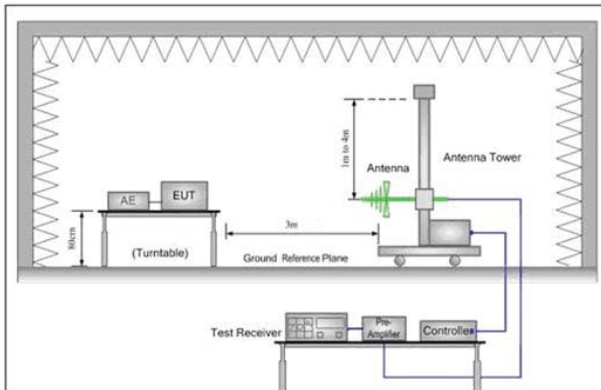 1m to 4m
Antenna
Antenna Tower
AE
EUT
80cm
(Turntable)
3m
Ground Reference Plane
Test Receiver
Pre-
Amplifier
Controller